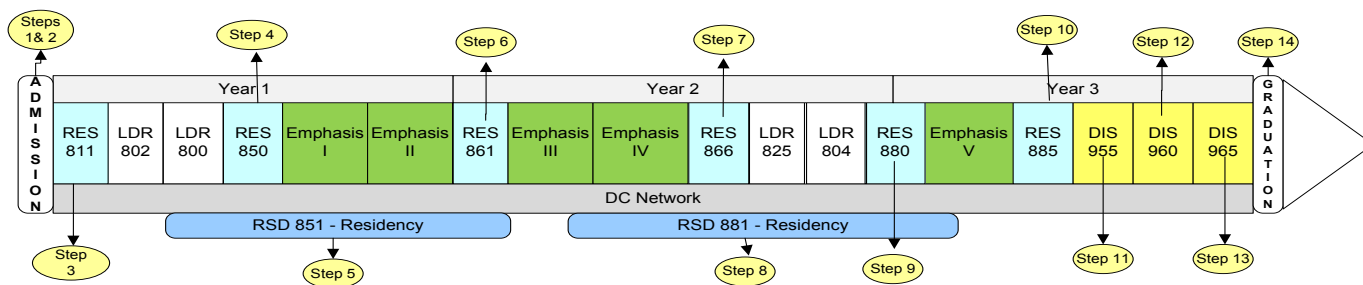 Steps
1& 2
Step 4
Step 6
Step 7
Step 10
Step 12
Step 14
ADMISSION
Year 1
Year 2
Year 3
GRADUATION
RES
811
LDR
802
LDR
800
RES
850
Emphasis
I
Emphasis
II
RES
861
Emphasis
III
Emphasis
IV
RES
866
LDR
825
LDR
804
RES
880
Emphasis
V
RES
885
DIS
955
DIS
960
DIS
965
DC Network
RSD 851 - Residency
RSD 881 - Residency
Step
3
Step 5
Step 8
Step 9
Step 11
Step 13